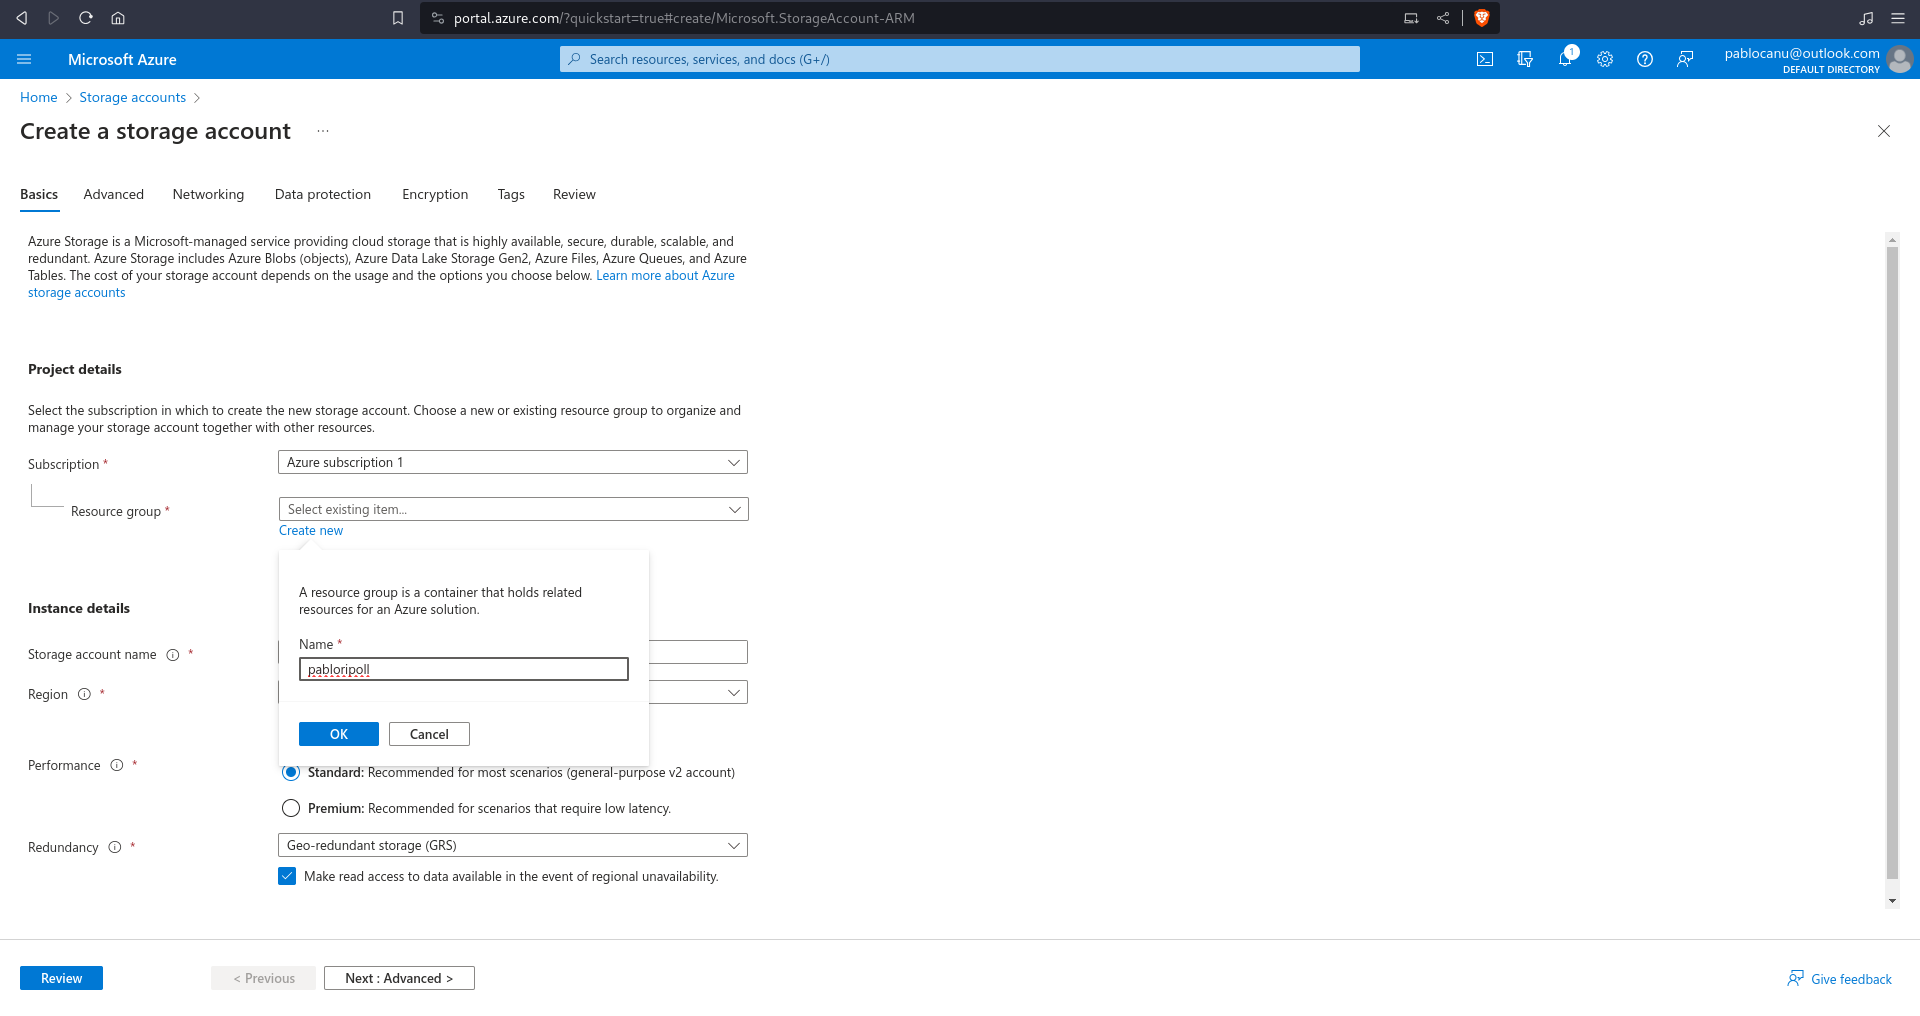 portal.azure.com/?quickstart=true#create/Microsoft.StorageAccount-ARM
Microsoft Azure
Search resources, services, and docs (G+/)
1
pablocanu@outlook.com
DEFAULT DIRECTORY
Home > Storage accounts >
Create a storage account ...
Basics Advanced Networking Data protection Encryption Tags Review
Azure Storage is a Microsoft-managed service providing cloud storage that is highly available, secure, durable, scalable, and
redundant. Azure Storage includes Azure Blobs (objects), Azure Data Lake Storage Gen2, Azure Files, Azure Queues, and Azure
Tables. The cost of your storage account depends on the usage and the options you choose below. Learn more about Azure
storage accounts
Project details
Select the subscription in which to create the new storage account. Choose a new or existing resource group to organize and
manage your storage account together with other resources.
Subscription *
Azure subscription 1
Resource group *
Select existing item...
Create new
A resource group is a container that holds related
resources for an Azure solution.
Name *
pabloripoll
OK Cancel
Instance details
Storage account name *
Region *
Performance *
Standard: Recommended for most scenarios (general-purpose v2 account)
Premium: Recommended for scenarios that require low latency.
Redundancy *
Geo-redundant storage (GRS)
Make read access to data available in the event of regional unavailability.
Review
< Previous
Next : Advanced >
Give feedback